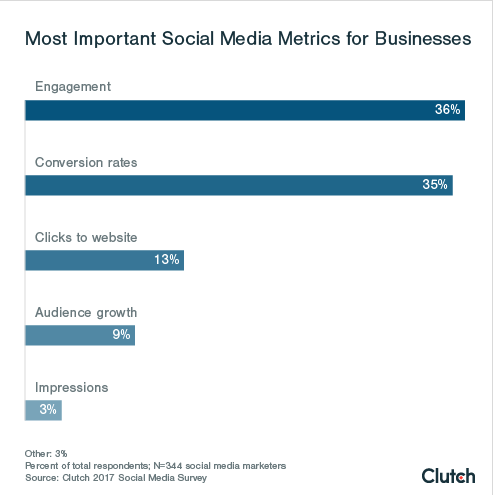 Most Important Social Media Metrics for Businesses
Engagement
36%
Conversion rates
35%
Clicks to website
13%
Audience growth
9%
Impressions
3%
Other: 3%
Percent of total respondents; N=344 social media marketers
Source: Clutch 2017 Social Media Survey
Clutch